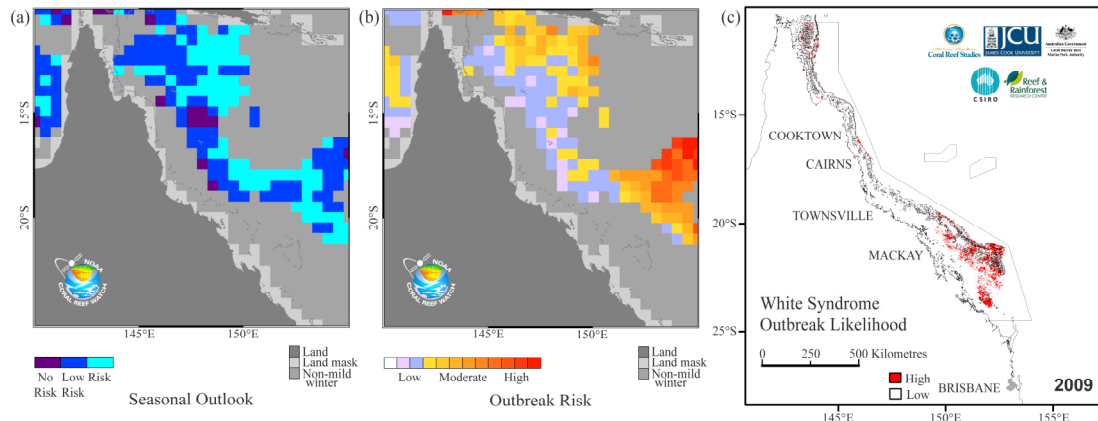 (a)
15°S
20°S
145°E
150°E
NOAA
CORAL REEF WATCH
No
Risk
Low
Risk
Risk
Seasonal Outlook
Land
Land mask
Non-mild
winter
(b)
15°S
20°S
145°E
150°E
NOAA
CORAL REEF WATCH
Low
Moderate
High
Outbreak Risk
Land
Land mask
Non-mild
winter
(c)
Coral Reef Studies
JCU
JAMES COOK
UNIVERSITY
Australian Government
CSIRO
Reef &
Rainforest
RESEARCH CENTRE
10°S
15°S
20°S
25°S
COOKTOWN
CAIRNS
TOWNSVILLE
MACKAY
White Syndrome
Outbreak Likelihood
0 250 500 Kilometres
High
Low
BRISBANE
2009
145°E
150°E
155°E